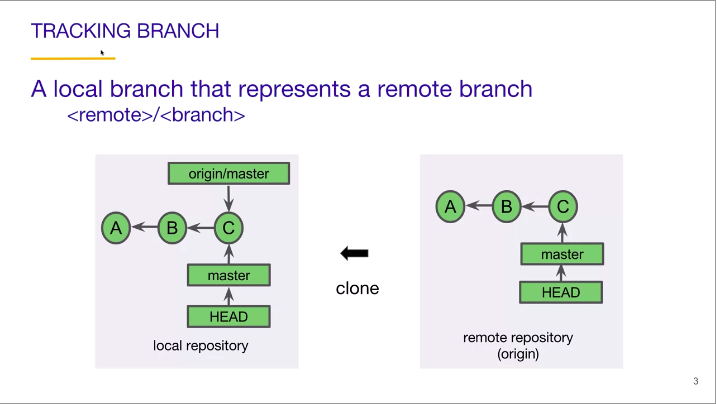 TRACKING BRANCH
A local branch that represents a remote branch
<remote>/<branch>
origin/master
A
B
C
master
HEAD
local repository
clone
A
B
C
master
HEAD
remote repository
(origin)
3